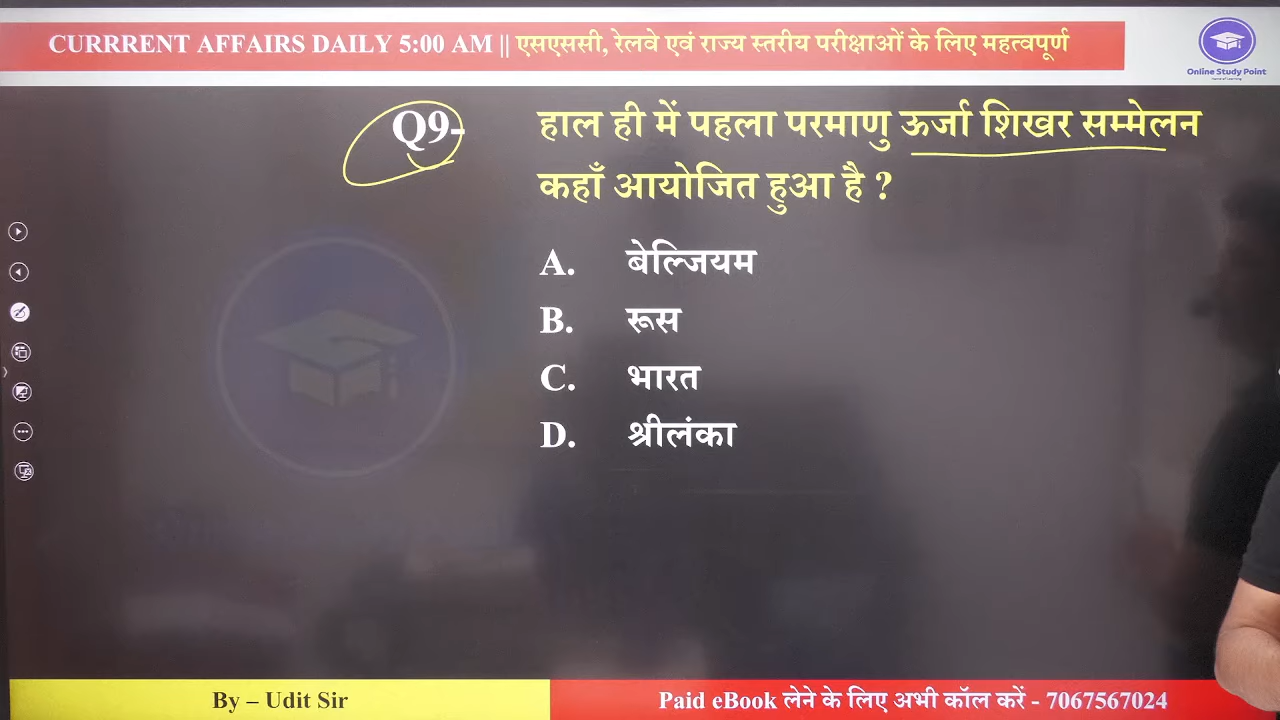 CURRRENT AFFAIRS DAILY 5:00 AM || एसएससी, रेलवे एवं राज्य स्तरीय परीक्षाओं के लिए महत्वपूर्ण
Online Study Point
Q9- हाल ही में पहला परमाणु ऊर्जा शिखर सम्मेलन
कहाँ आयोजित हुआ है ?
A. बेल्जियम
B. रूस
C. भारत
D. श्रीलंका
By – Udit Sir
Paid eBook लेने के लिए अभी कॉल करें - 7067567024